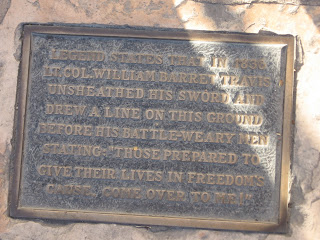 LEGEND STATES THAT IN 1836
LT. COL. WILLIAM BARRET TRAVIS
UNSHEATHED HIS SWORD AND
DREW A LINE ON THIS GROUND
BEFORE HIS BATTLE-WEARY MEN
STATING: "THOSE PREPARED TO
GIVE THEIR LIVES IN FREEDOM'S
CAUSE, COME OVER TO ME."